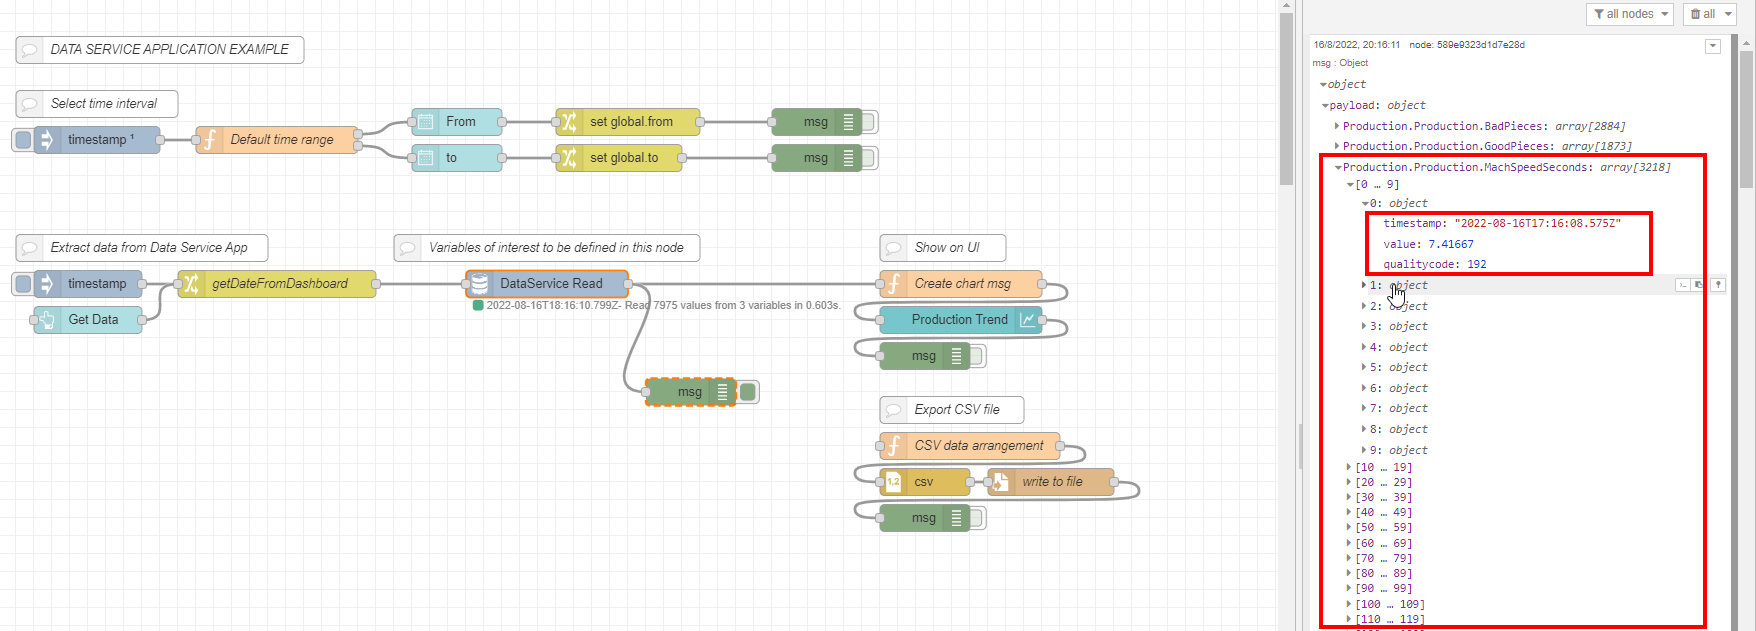 DATA SERVICE APPLICATION EXAMPLE
Select time interval
timestamp ¹
Default time range
From
set global.from
msg
to
set global.to
msg
Extract data from Data Service App
Variables of interest to be defined in this node
Show on UI
timestamp
getDateFromDashboard
DataService Read
Create chart msg
2022-08-16T18:16:10.799Z- Read 7975 values from 3 variables in 0.603s.
Get Data
Production Trend
msg
msg
Export CSV file
CSV data arrangement
1,2
csv
write to file
msg
all nodes
all
16/8/2022, 20:16:11 node: 589e9323d1d7e28d
msg : Object
object
payload: object
Production.Production.BadPieces: array[2884]
Production.Production.GoodPieces: array[1873]
Production.Production.MachSpeedSeconds: array[3218]
[0 … 9]
0: object
timestamp: "2022-08-16T17:16:08.575Z"
value: 7.41667
qualitycode: 192
1: object
2: object
3: object
4: object
5: object
6: object
7: object
8: object
9: object
[10 … 19]
[20 … 29]
[30 … 39]
[40 … 49]
[50 … 59]
[60 … 69]
[70 … 79]
[80 … 89]
[90 … 99]
[100 … 109]
[110 … 119]